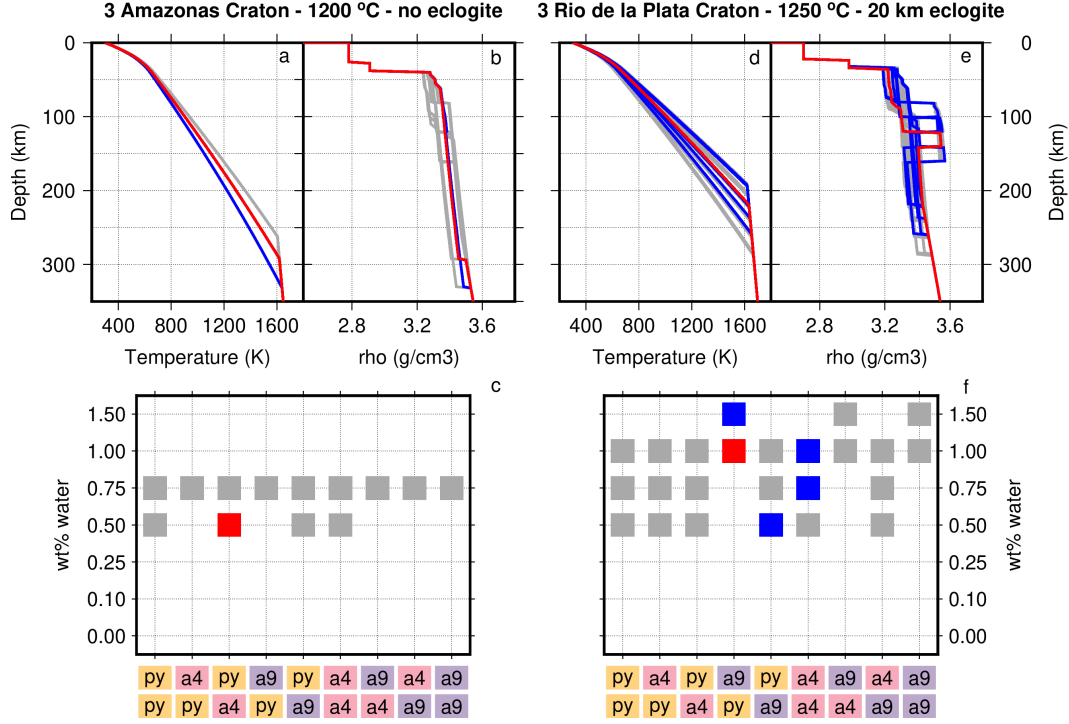 3 Amazonas Craton - 1200 ºC - no eclogite
3 Rio de la Plata Craton - 1250 ºC - 20 km eclogite
0
100
200
300
Depth (km)
a
b
d
e
0
100
200
300
Depth (km)
400 800 1200 1600
2.8 3.2 3.6
400 800 1200 1600
2.8 3.2 3.6
Temperature (K)
rho (g/cm3)
Temperature (K)
rho (g/cm3)
c
f
1.50
1.00
0.75
0.50
0.25
0.10
0.00
wt% water
1.50
1.00
0.75
0.50
0.25
0.10
0.00
wt% water
py a4 py a9 py a4 a9 a4 a9
py py a4 py a9 a4 a4 a9 a9
py a4 py a9 py a4 a9 a4 a9
py py a4 py a9 a4 a4 a9 a9